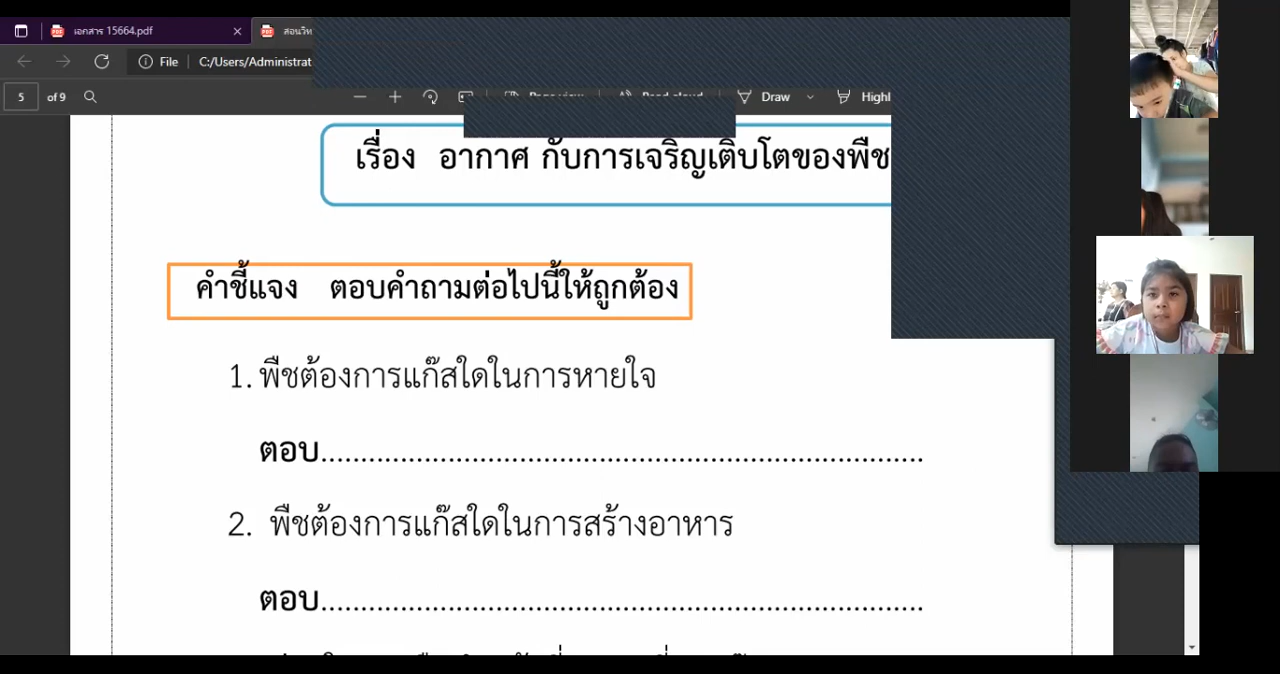 เอกสาร 15664.pdf
สอนวิท
File C:/Users/Administrat
5 of 9 Draw Highl
เรื่อง อากาศ กับการเจริญเติบโตของพืช
คำชี้แจง ตอบคำถามต่อไปนี้ให้ถูกต้อง
1. พืชต้องการแก๊สใดในการหายใจ
ตอบ...........................................................................
2. พืชต้องการแก๊สใดในการสร้างอาหาร
ตอบ...........................................................................